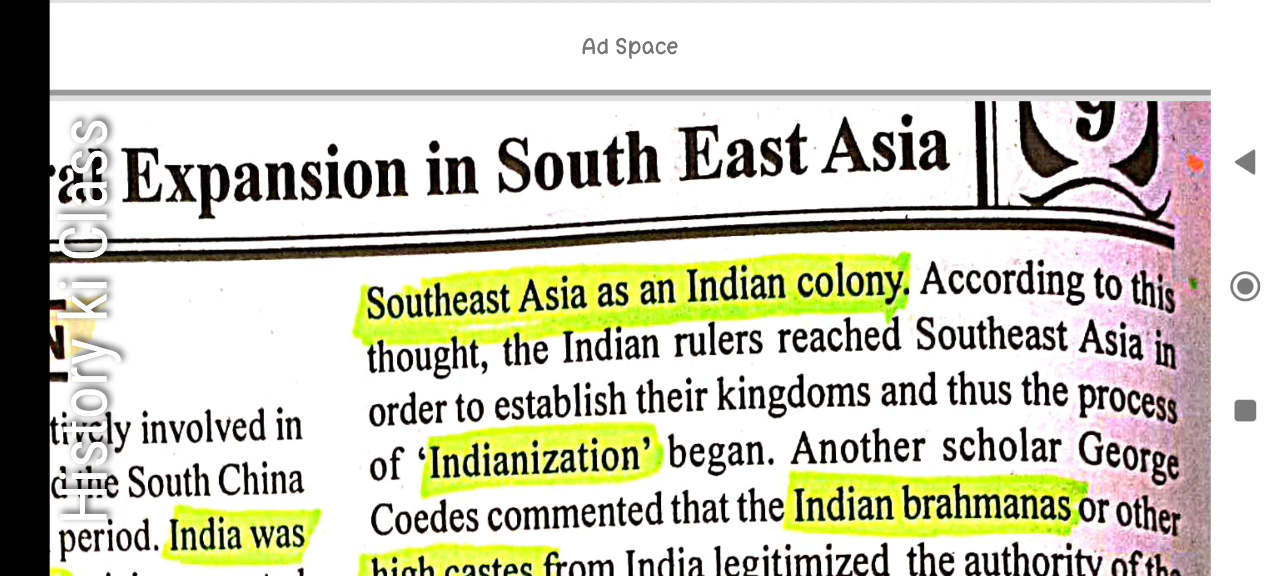 Ad Space
9
Expansion in South East Asia
History ki Class
involved in
the South China
period. India was
Southeast Asia as an Indian colony. According to this
thought, the Indian rulers reached Southeast Asia in
order to establish their kingdoms and thus the process
of ‘Indianization’ began. Another scholar George
Coedes commented that the Indian brahmanas or other
high castes from India legitimized the authority of the